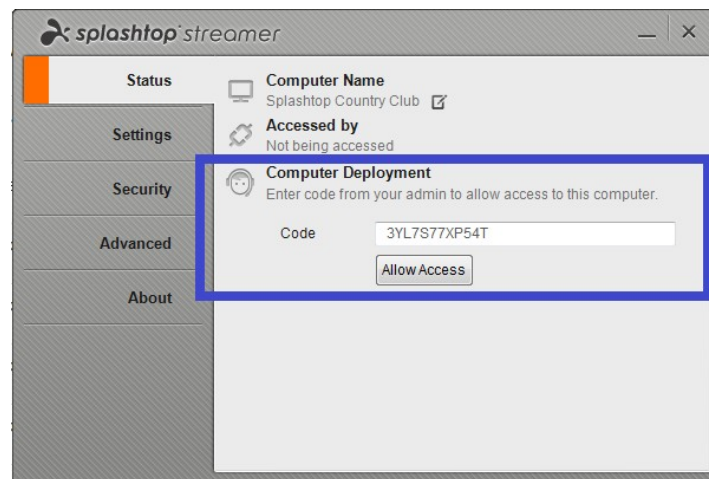 splashtop streamer
Status
Computer Name
Splashtop Country Club
Settings
Accessed by
Not being accessed
Security
Computer Deployment
Enter code from your admin to allow access to this computer.
Advanced
Code
3YL7S77XP54T
Allow Access
About